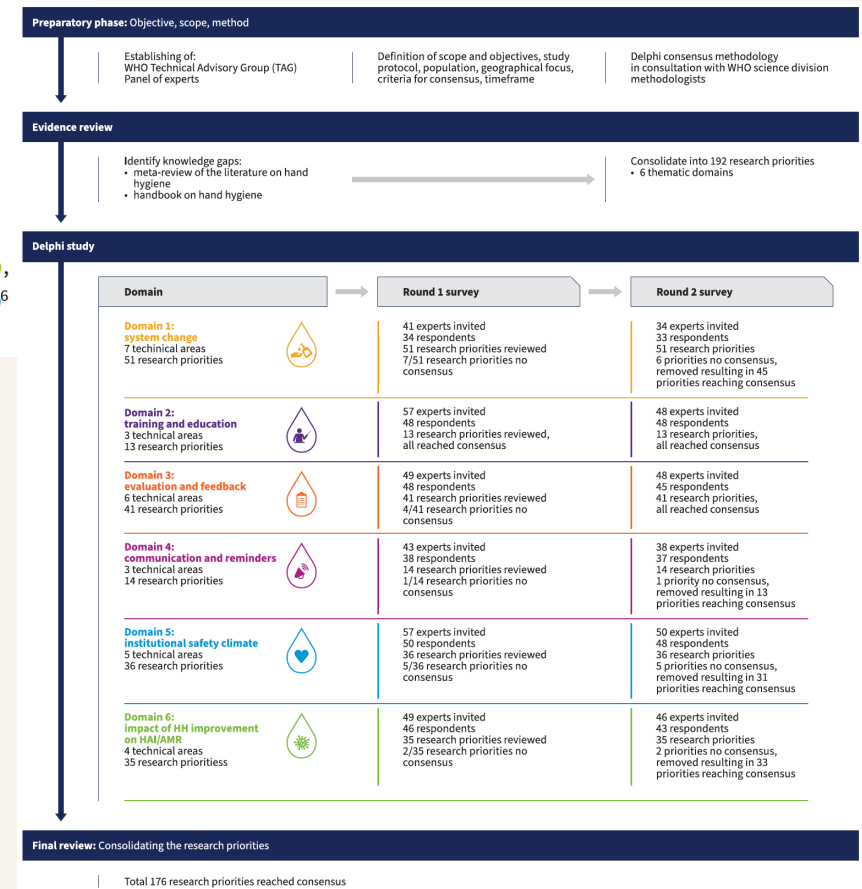 Preparatory phase: Objective, scope, method
Establishing of:
WHO Technical Advisory Group (TAG)
Panel of experts
Definition of scope and objectives, study
protocol, population, geographical focus,
criteria for consensus, timeframe
Delphi consensus methodology
in consultation with WHO science division
methodologists
Evidence review
Identify knowledge gaps:
• meta-review of the literature on hand
hygiene
• handbook on hand hygiene
Consolidate into 192 research priorities
• 6 thematic domains
Delphi study
,
6
Domain
Round 1 survey
Round 2 survey
Domain 1:
system change
7 techinical areas
51 research priorities
41 experts invited
34 respondents
51 research priorities reviewed
7/51 research priorities no
consensus
34 experts invited
33 respondents
51 research priorities
6 priorities no consensus,
removed resulting in 45
priorities reaching consensus
Domain 2:
training and education
3 technical areas
13 research priorities
57 experts invited
48 respondents
13 research priorities reviewed,
all reached consensus
48 experts invited
48 respondents
13 research priorities,
all reached consensus
Domain 3:
evaluation and feedback
6 technical areas
41 research priorities
49 experts invited
48 respondents
41 research priorities reviewed
4/41 research priorities no
consensus
48 experts invited
45 respondents
41 research priorities,
all reached consensus
Domain 4:
communication and reminders
3 technical areas
14 research priorities
43 experts invited
38 respondents
14 research priorities reviewed
1/14 research priorities no
consensus
38 experts invited
37 respondents
14 research priorities
1 priority no consensus,
removed resulting in 13
priorities reaching consensus
Domain 5:
institutional safety climate
5 technical areas
36 research priorities
57 experts invited
50 respondents
36 research priorities reviewed
5/36 research priorities no
consensus
50 experts invited
48 respondents
36 research priorities
5 priorities no consensus,
removed resulting in 31
priorities reaching consensus
Domain 6:
impact of HH improvement
on HAI/AMR
4 technical areas
35 research prioritiess
49 experts invited
46 respondents
35 research priorities reviewed
2/35 research priorities no
consensus
46 experts invited
43 respondents
35 research priorities
2 priorities no consensus,
removed resulting in 33
priorities reaching consensus
Final review: Consolidating the research priorities
Total 176 research priorities reached consensus